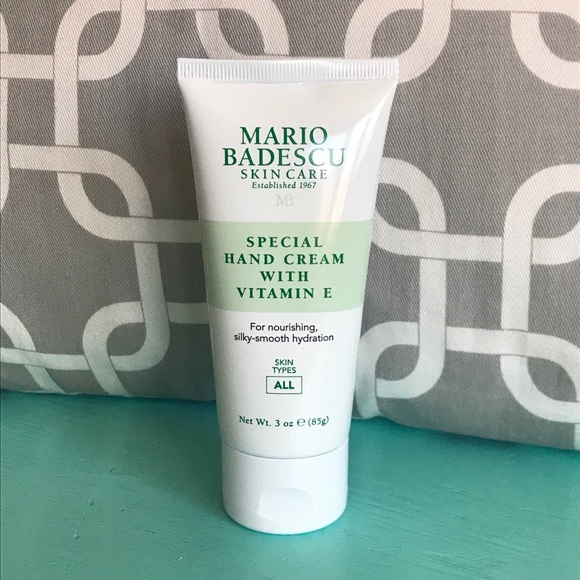 MARIO
BADESCU
SKIN CARE
Established 1967
MB
SPECIAL
HAND CREAM
WITH
VITAMIN E
For nourishing,
silky-smooth hydration
SKIN
TYPES
ALL
Net Wt. 3 oz ℮ (85g)